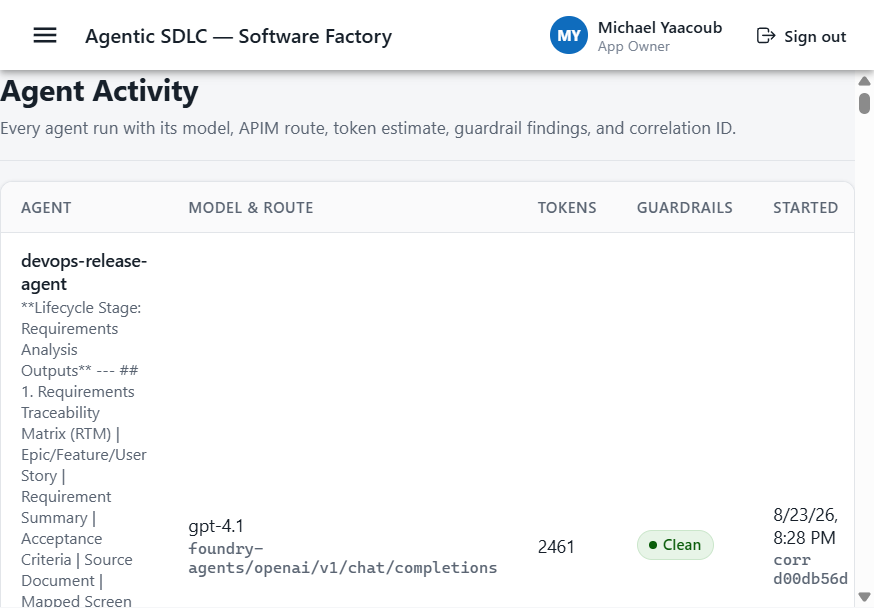 Agentic SDLC — Software Factory
MY
Michael Yaacoub
App Owner
Sign out
Agent Activity
Every agent run with its model, APIM route, token estimate, guardrail findings, and correlation ID.
AGENT
MODEL & ROUTE
TOKENS
GUARDRAILS
STARTED
devops-release-
agent
**Lifecycle Stage:
Requirements
Analysis
Outputs** --- ##
1. Requirements
Traceability
Matrix (RTM) |
Epic/Feature/User
Story |
Requirement
Summary |
Acceptance
Criteria | Source
Document |
Mapped Screen
gpt-4.1
foundry-
agents/openai/v1/chat/completions
2461
Clean
8/23/26,
8:28 PM
corr
d00db56d